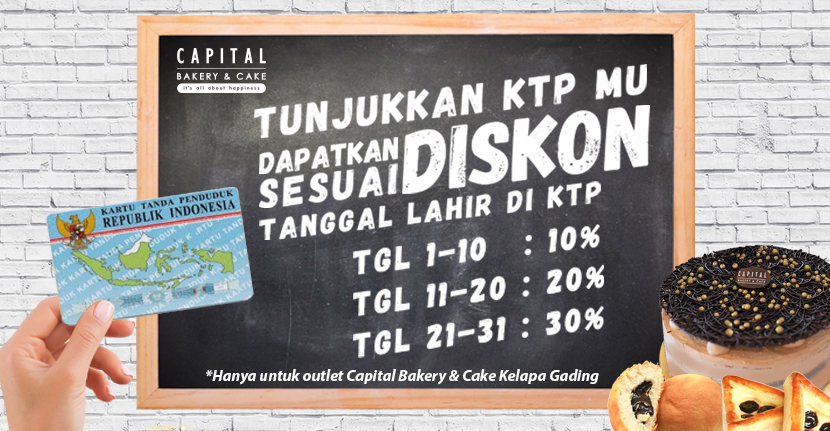 CAPITAL
BAKERY & CAKE
it's all about happiness
TUNJUKKAN KTP MU
DAPATKAN
SESUAI DISKON
TANGGAL LAHIR DI KTP
TGL 1-10 : 10%
TGL 11-20 : 20%
TGL 21-31 : 30%
*Hanya untuk outlet Capital Bakery & Cake Kelapa Gading
KARTU TANDA PENDUDUK
REPUBLIK INDONESIA
CAPITAL
BAKERY & CAKE